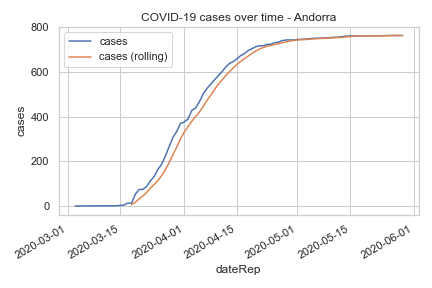 COVID-19 cases over time - Andorra
cases
cases (rolling)
800
600
400
200
0
cases
2020-03-01
2020-03-15
2020-04-01
2020-04-15
2020-05-01
2020-05-15
2020-06-01
dateRep